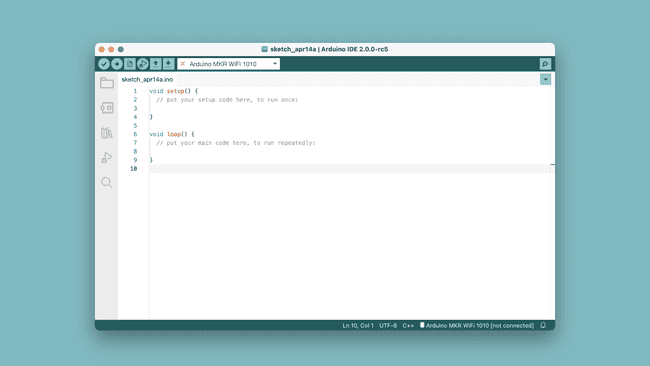 sketch_apr14a | Arduino IDE 2.0.0-rc5
Arduino MKR WiFi 1010
sketch_apr14a.ino
1 void setup() {
2 // put your setup code here, to run once:
3
4 }
5
6 void loop() {
7 // put your main code here, to run repeatndly:
8
9 }
10
Ln 10, Col 1 UTF-8 C++ Arduino MKR WiFi 1010 [not connected]